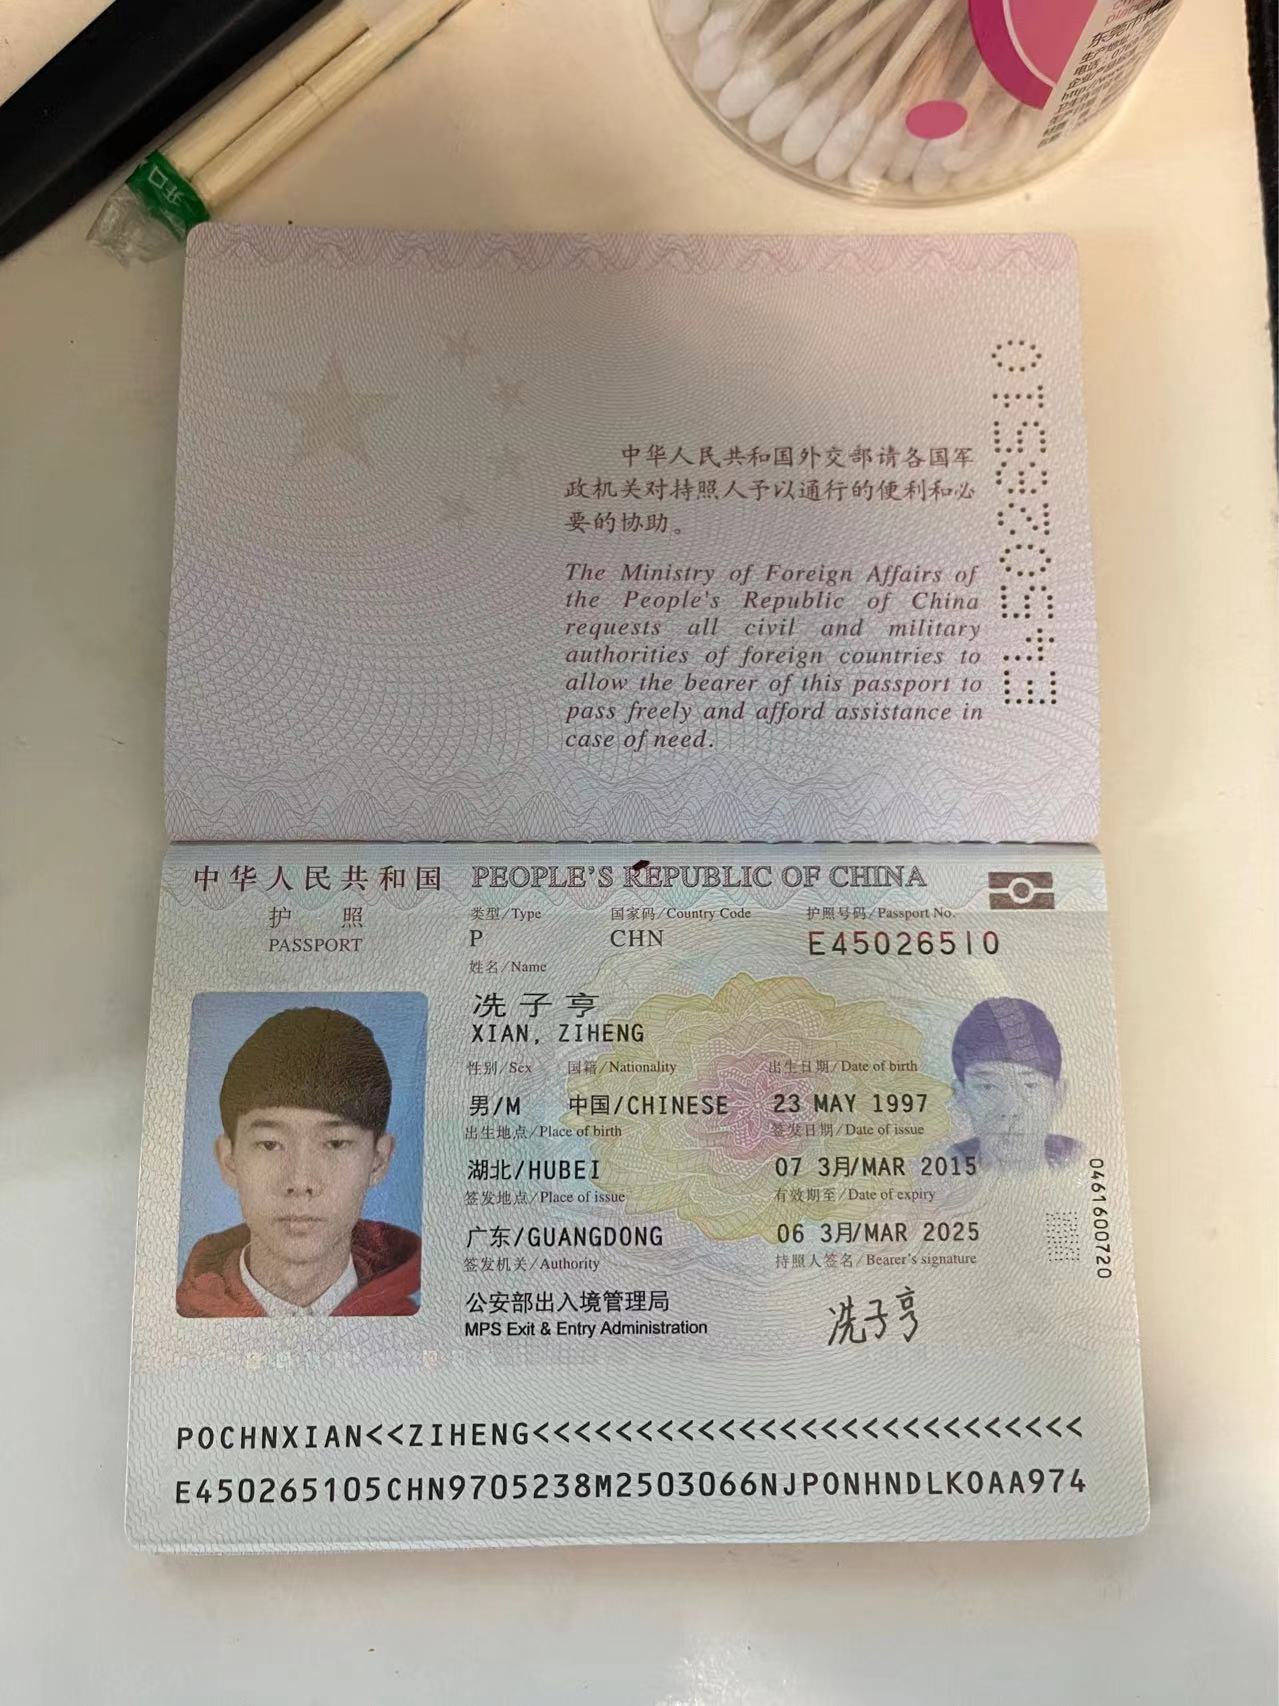 东莞市
生产地址:
中华人民共和国外交部请各国军
政机关对持照人予以通行的便利和必
要的协助。
The Ministry of Foreign Affairs of
the People's Republic of China
requests all civil and military
authorities of foreign countries to
allow the bearer of this passport to
pass freely and afford assistance in
case of need.
E45026510
中华人民共和国 PEOPLE'S REPUBLIC OF CHINA
护 照
PASSPORT
类型/Type 国家码/Country Code 护照号码/Passport No.
P CHN E45026510
姓名/Name
冼子亨
XIAN, ZIHENG
性别/Sex 国籍/Nationality 出生日期/Date of birth
男/M 中国/CHINESE 23 MAY 1997
出生地点/Place of birth 签发日期/Date of issue
湖北/HUBEI 07 3月/MAR 2015
签发地点/Place of issue 有效期至/Date of expiry
广东/GUANGDONG 06 3月/MAR 2025
签发机关/Authority 持照人签名/Bearer's signature
公安部出入境管理局 冼子亨
MPS Exit & Entry Administration
0461600720
POCHNXIAN<<ZIHENG<<<<<<<<<<<<<<<<<<<<<<<<<<<
E450265105CHN9705238M2503066NJPONHNDLKOAA974